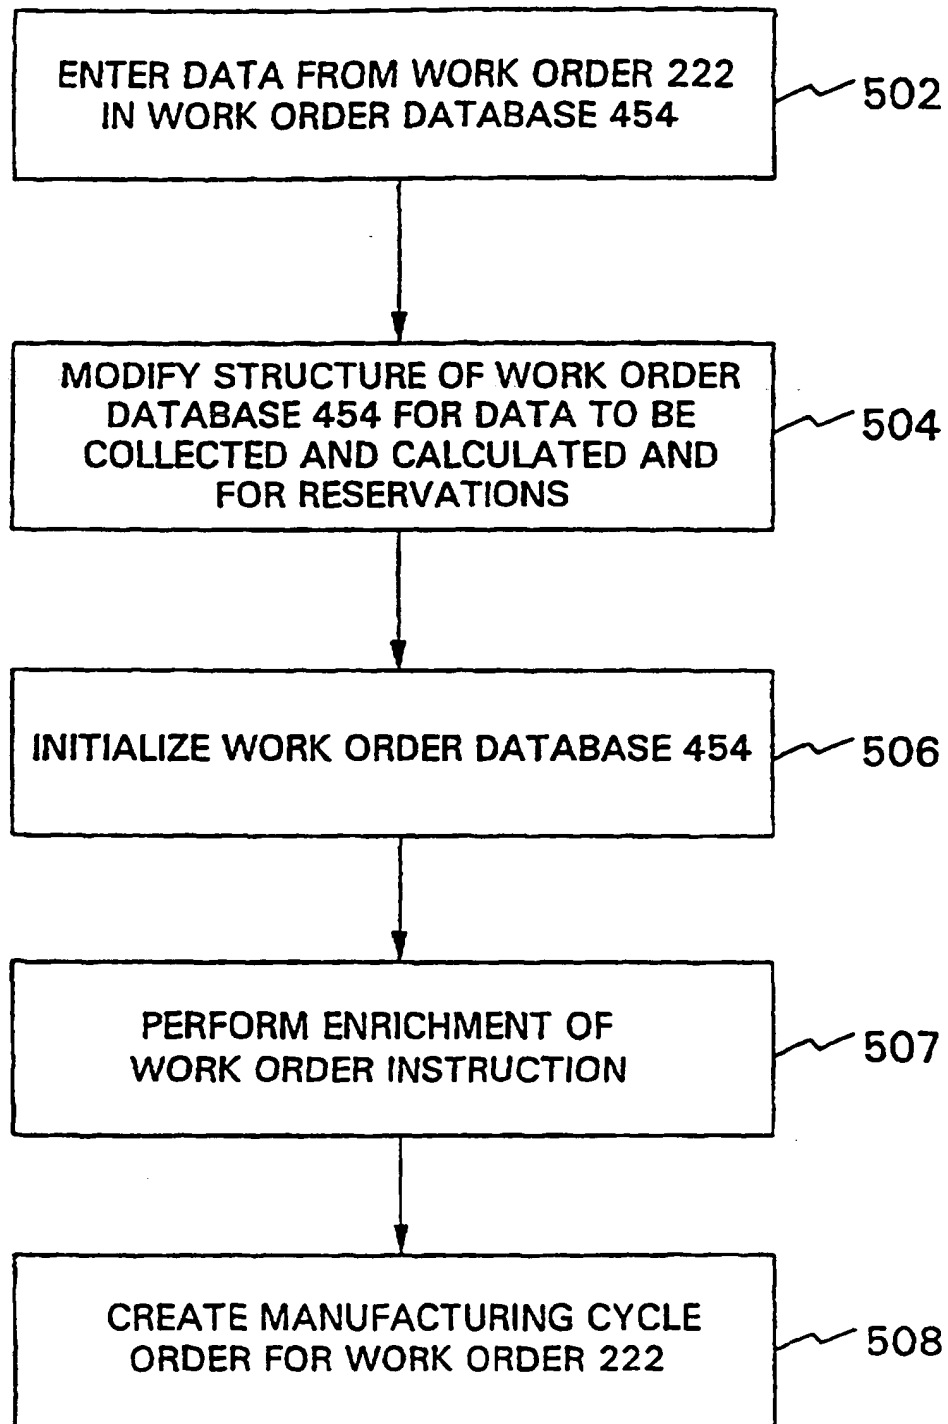 ENTER DATA FROM WORK ORDER 222
IN WORK ORDER DATABASE 454
502
MODIFY STRUCTURE OF WORK ORDER
DATABASE 454 FOR DATA TO BE
COLLECTED AND CALCULATED AND
FOR RESERVATIONS
504
INITIALIZE WORK ORDER DATABASE 454
506
PERFORM ENRICHMENT OF
WORK ORDER INSTRUCTION
507
CREATE MANUFACTURING CYCLE
ORDER FOR WORK ORDER 222
508